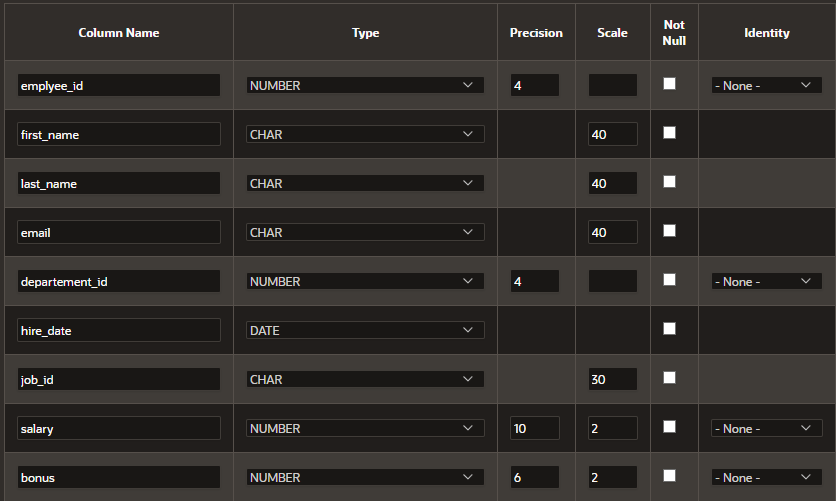 Column Name Type Precision Scale Not Null Identity
emplyee_id NUMBER 4 - None -
first_name CHAR 40
last_name CHAR 40
email CHAR 40
departement_id NUMBER 4 - None -
hire_date DATE
job_id CHAR 30
salary NUMBER 10 2 - None -
bonus NUMBER 6 2 - None -